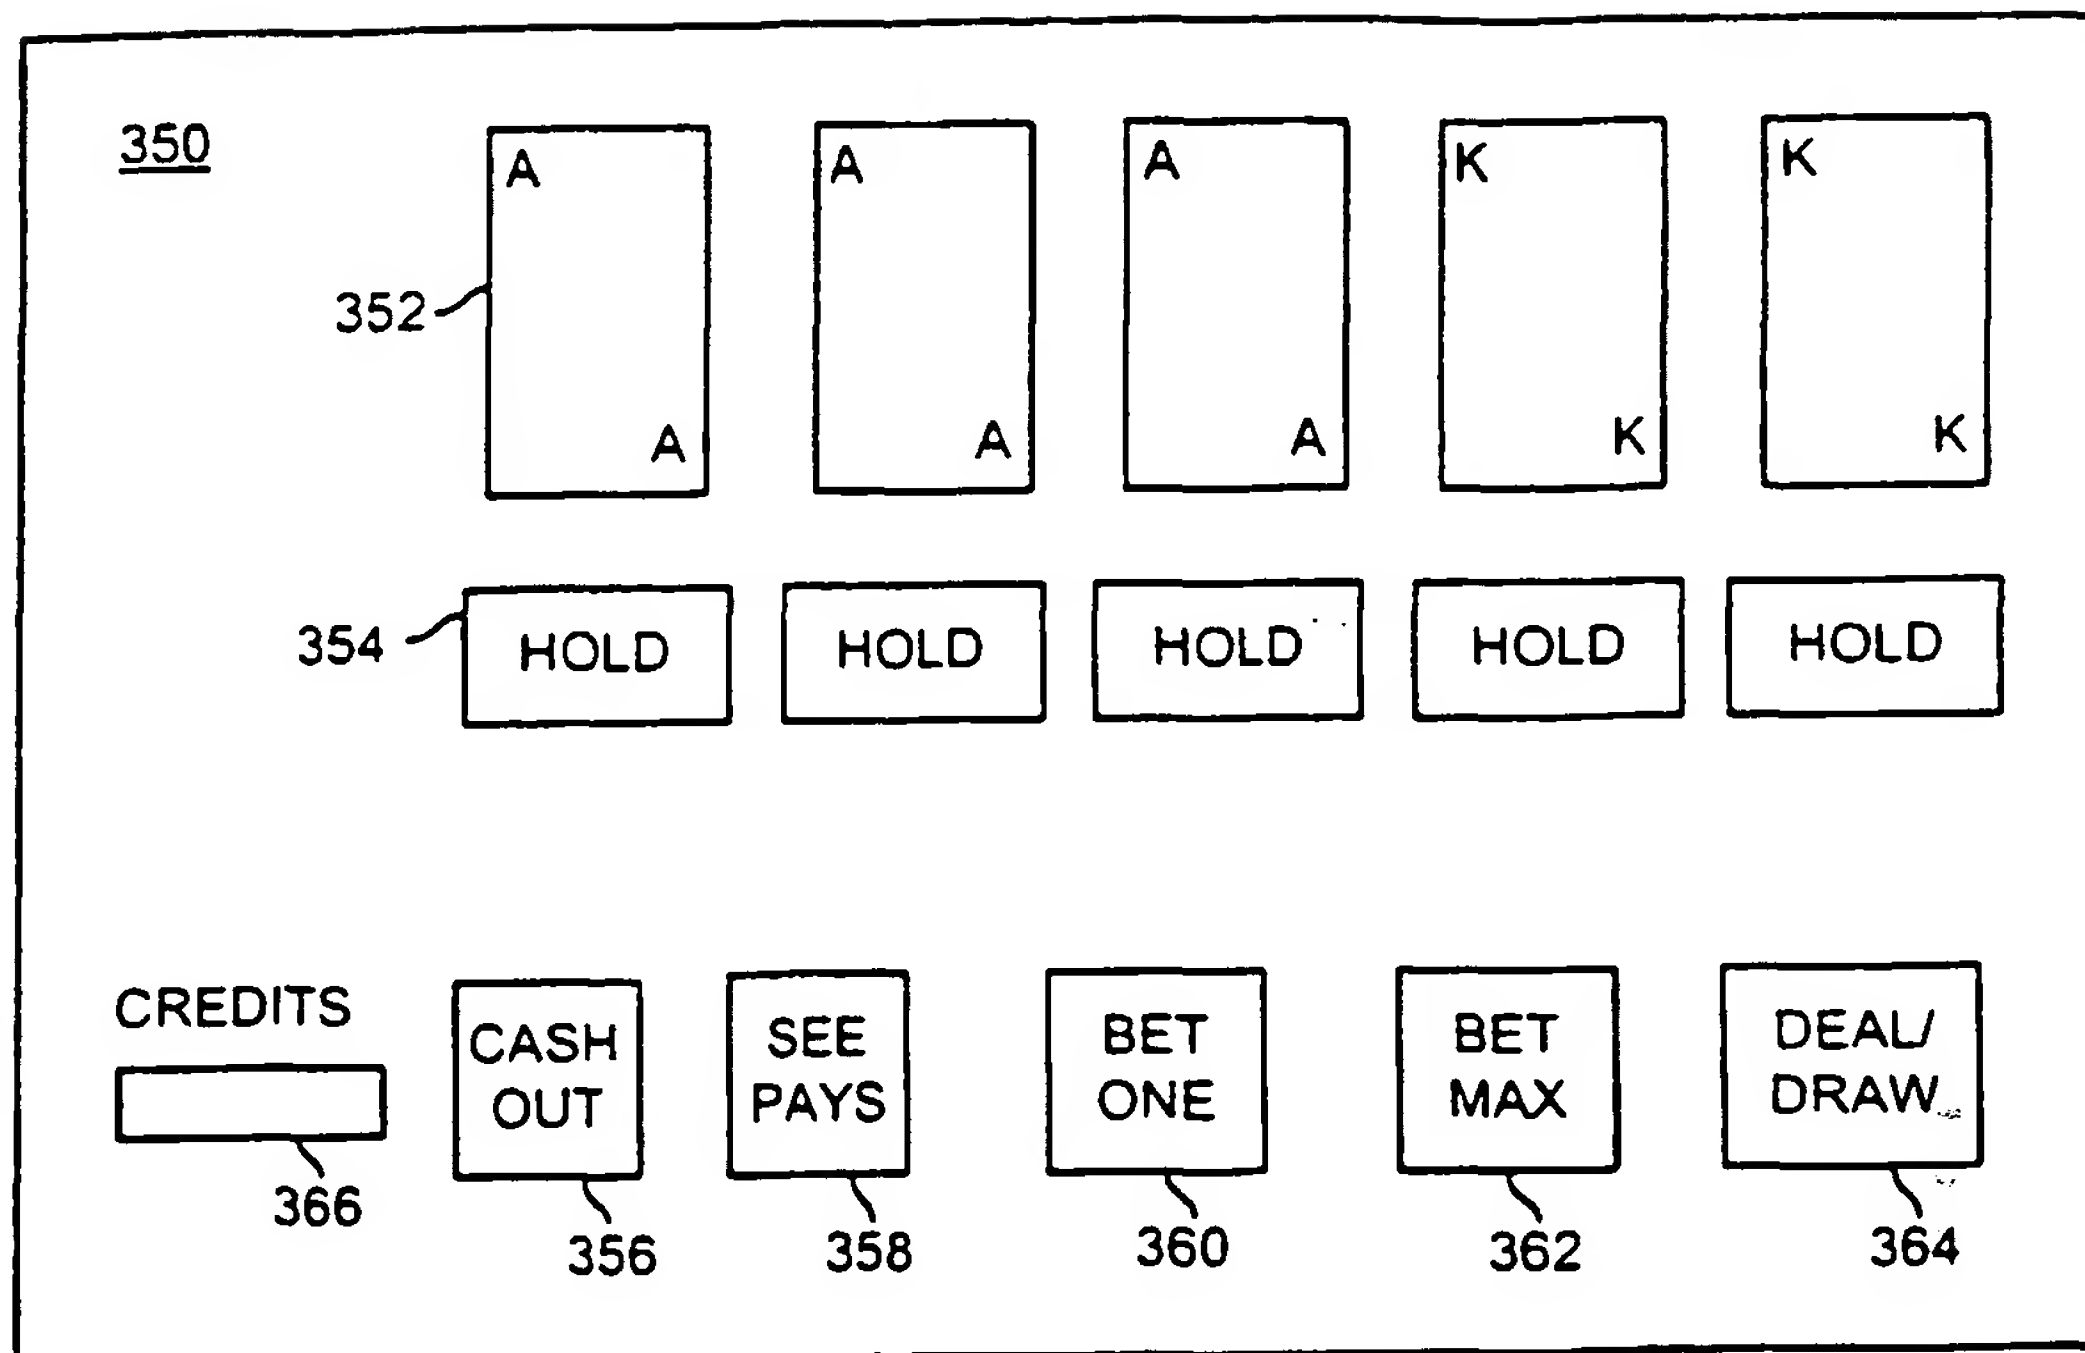 350
A A A K K
352
A A A K K
354 HOLD HOLD HOLD HOLD HOLD
CREDITS
CASH OUT
SEE PAYS
BET ONE
BET MAX
DEAL/ DRAW
366
356
358
360
362
364